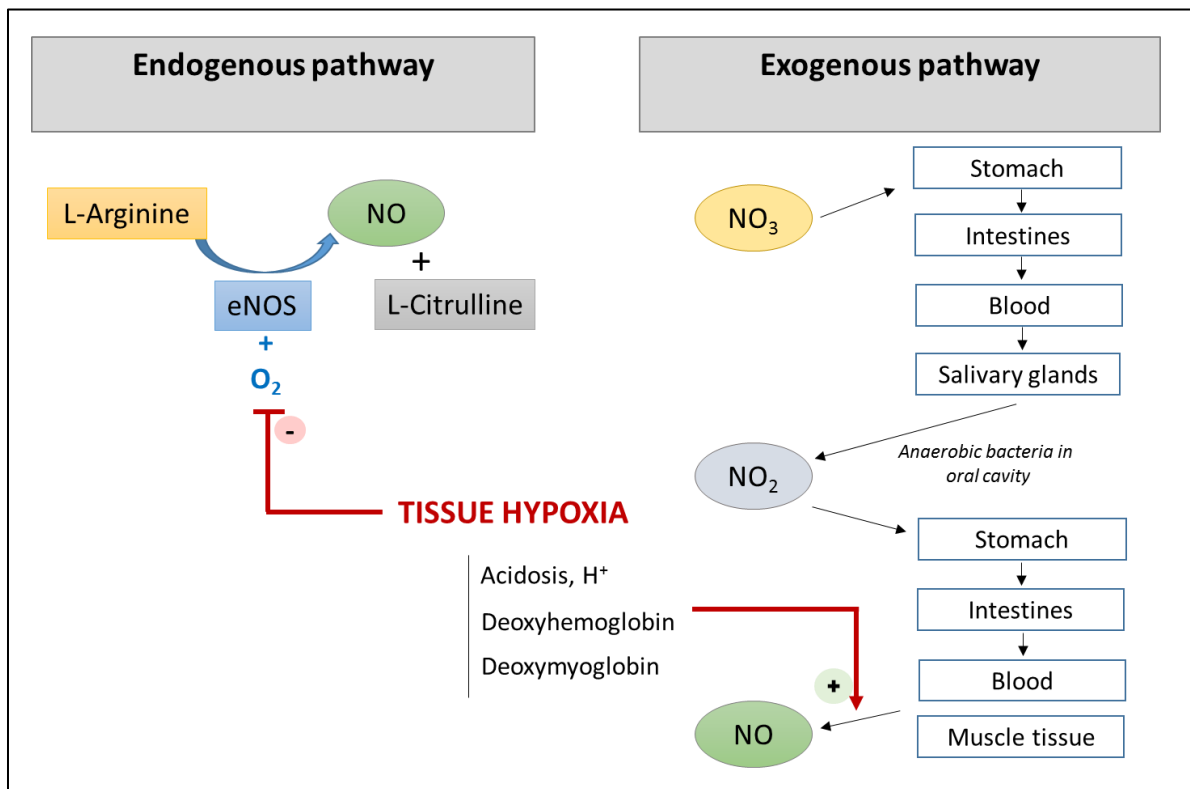 Endogenous pathway
L-Arginine
NO
+
L-Citrulline
eNOS
+
O₂
-
TISSUE HYPOXIA
Acidosis, H⁺
Deoxyhemoglobin
Deoxymyoglobin
+
Exogenous pathway
NO₃
Stomach
Intestines
Blood
Salivary glands
Anaerobic bacteria in
oral cavity
NO₂
Stomach
Intestines
Blood
Muscle tissue
NO